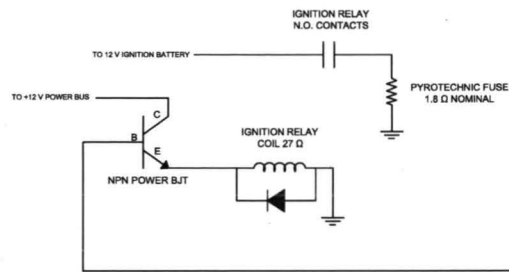 IGNITION RELAY
N.O. CONTACTS
TO 12 V IGNITION BATTERY
PYROTECHNIC FUSE
1.8 Ω NOMINAL
TO +12 V POWER BUS
C
B
E
IGNITION RELAY
COIL 27 Ω
NPN POWER BJT